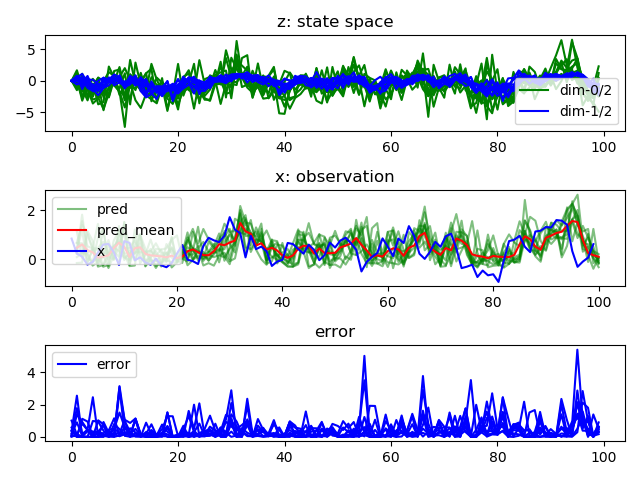 z: state space
5
0
−5
dim-0/2
dim-1/2
0 20 40 60 80 100
x: observation
2
0
pred
pred_mean
x
0 20 40 60 80 100
error
4
2
0
error
0 20 40 60 80 100